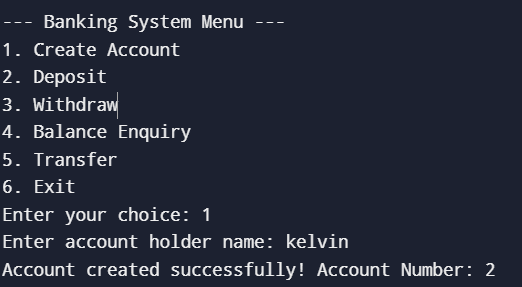 --- Banking System Menu ---
1. Create Account
2. Deposit
3. Withdraw
4. Balance Enquiry
5. Transfer
6. Exit
Enter your choice: 1
Enter account holder name: kelvin
Account created successfully! Account Number: 2